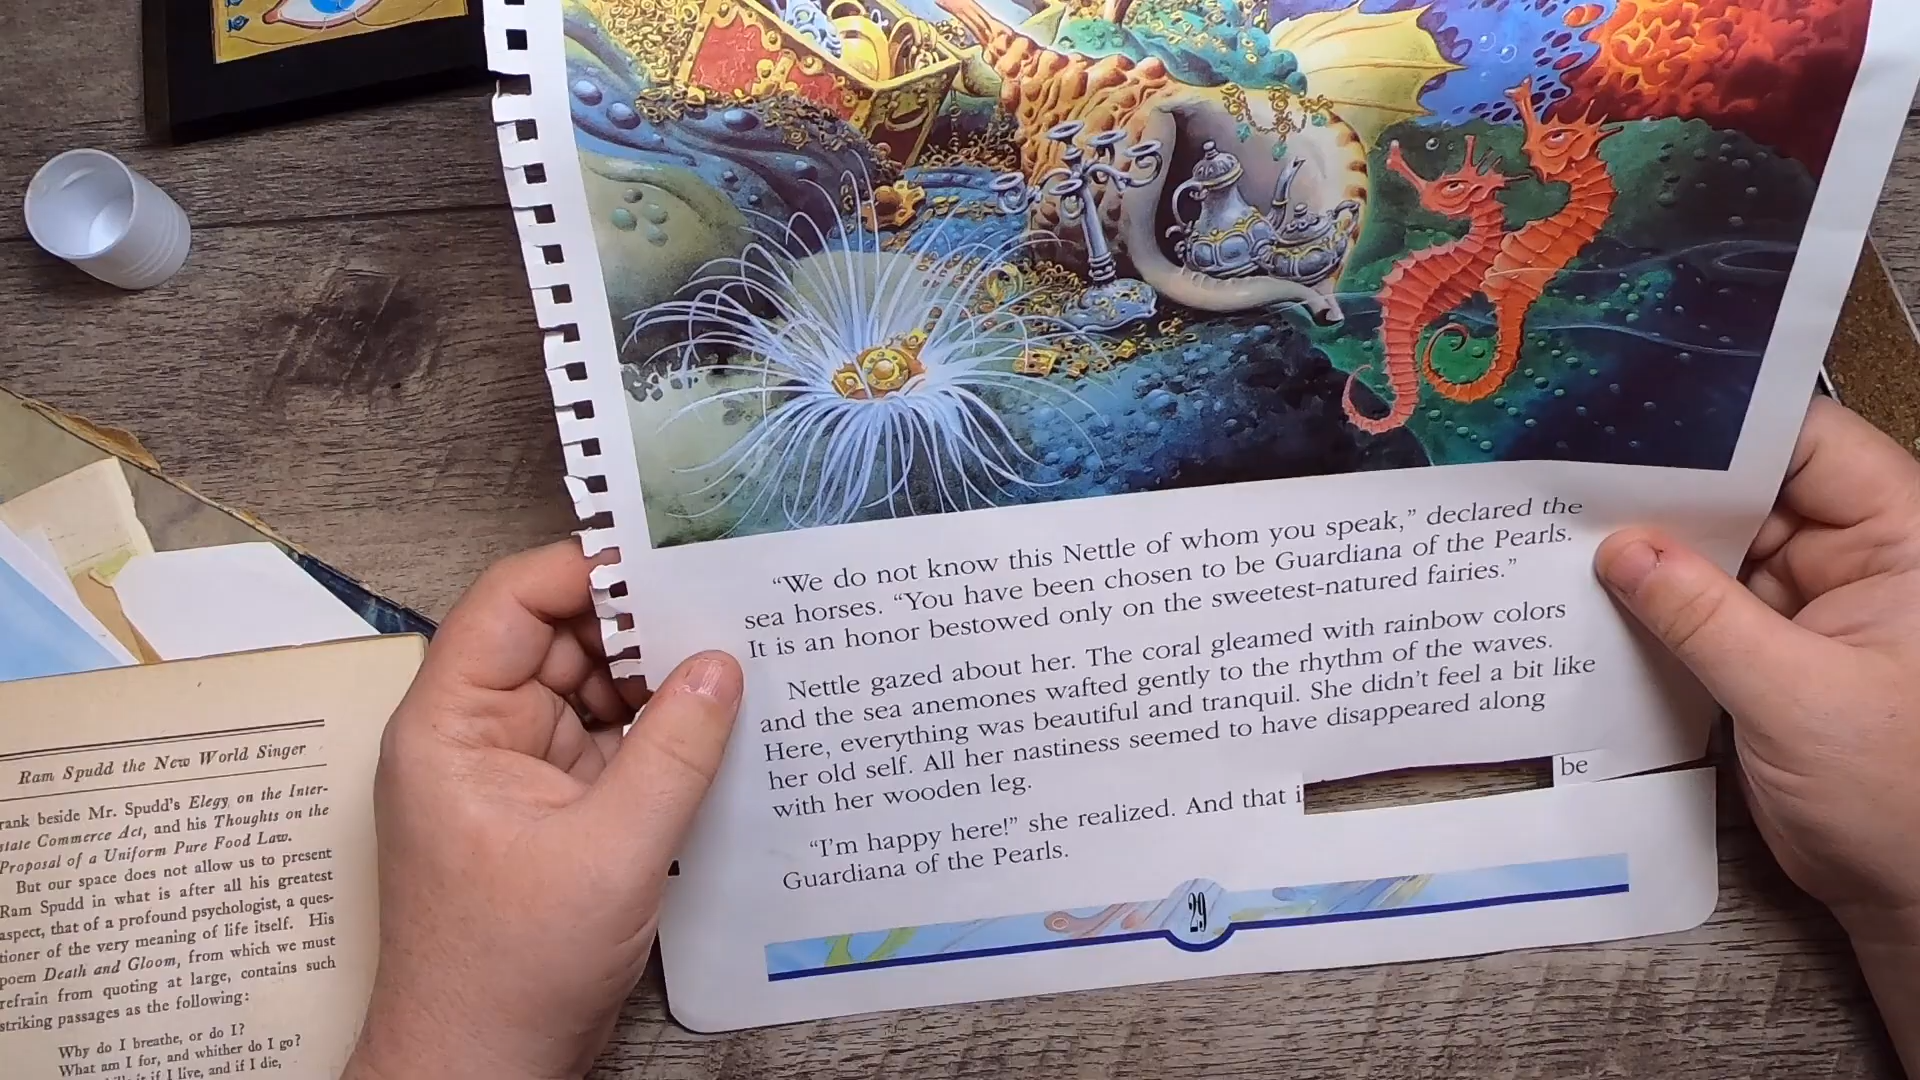 “We do not know this Nettle of whom you speak,” declared the
sea horses. “You have been chosen to be Guardiana of the Pearls.
It is an honor bestowed only on the sweetest-natured fairies.”
Nettle gazed about her. The coral gleamed with rainbow colors
and the sea anemones wafted gently to the rhythm of the waves.
Here, everything was beautiful and tranquil. She didn’t feel a bit like
her old self. All her nastiness seemed to have disappeared along
with her wooden leg.
“I’m happy here!” she realized. And that i be
Guardiana of the Pearls.
29
Ram Spudd the New World Singer
rank beside Mr. Spudd's Elegy on the Inter-
state Commerce Act, and his Thoughts on the
Proposal of a Uniform Pure Food Law.
But our space does not allow us to present
Ram Spudd in what is after all his greatest
aspect, that of a profound psychologist, a ques-
tioner of the very meaning of life itself. His
poem Death and Gloom, from which we must
refrain from quoting at large, contains such
striking passages as the following:
Why do I breathe, or do I?
What am I for, and whither do I go?
if I live, and if I die,